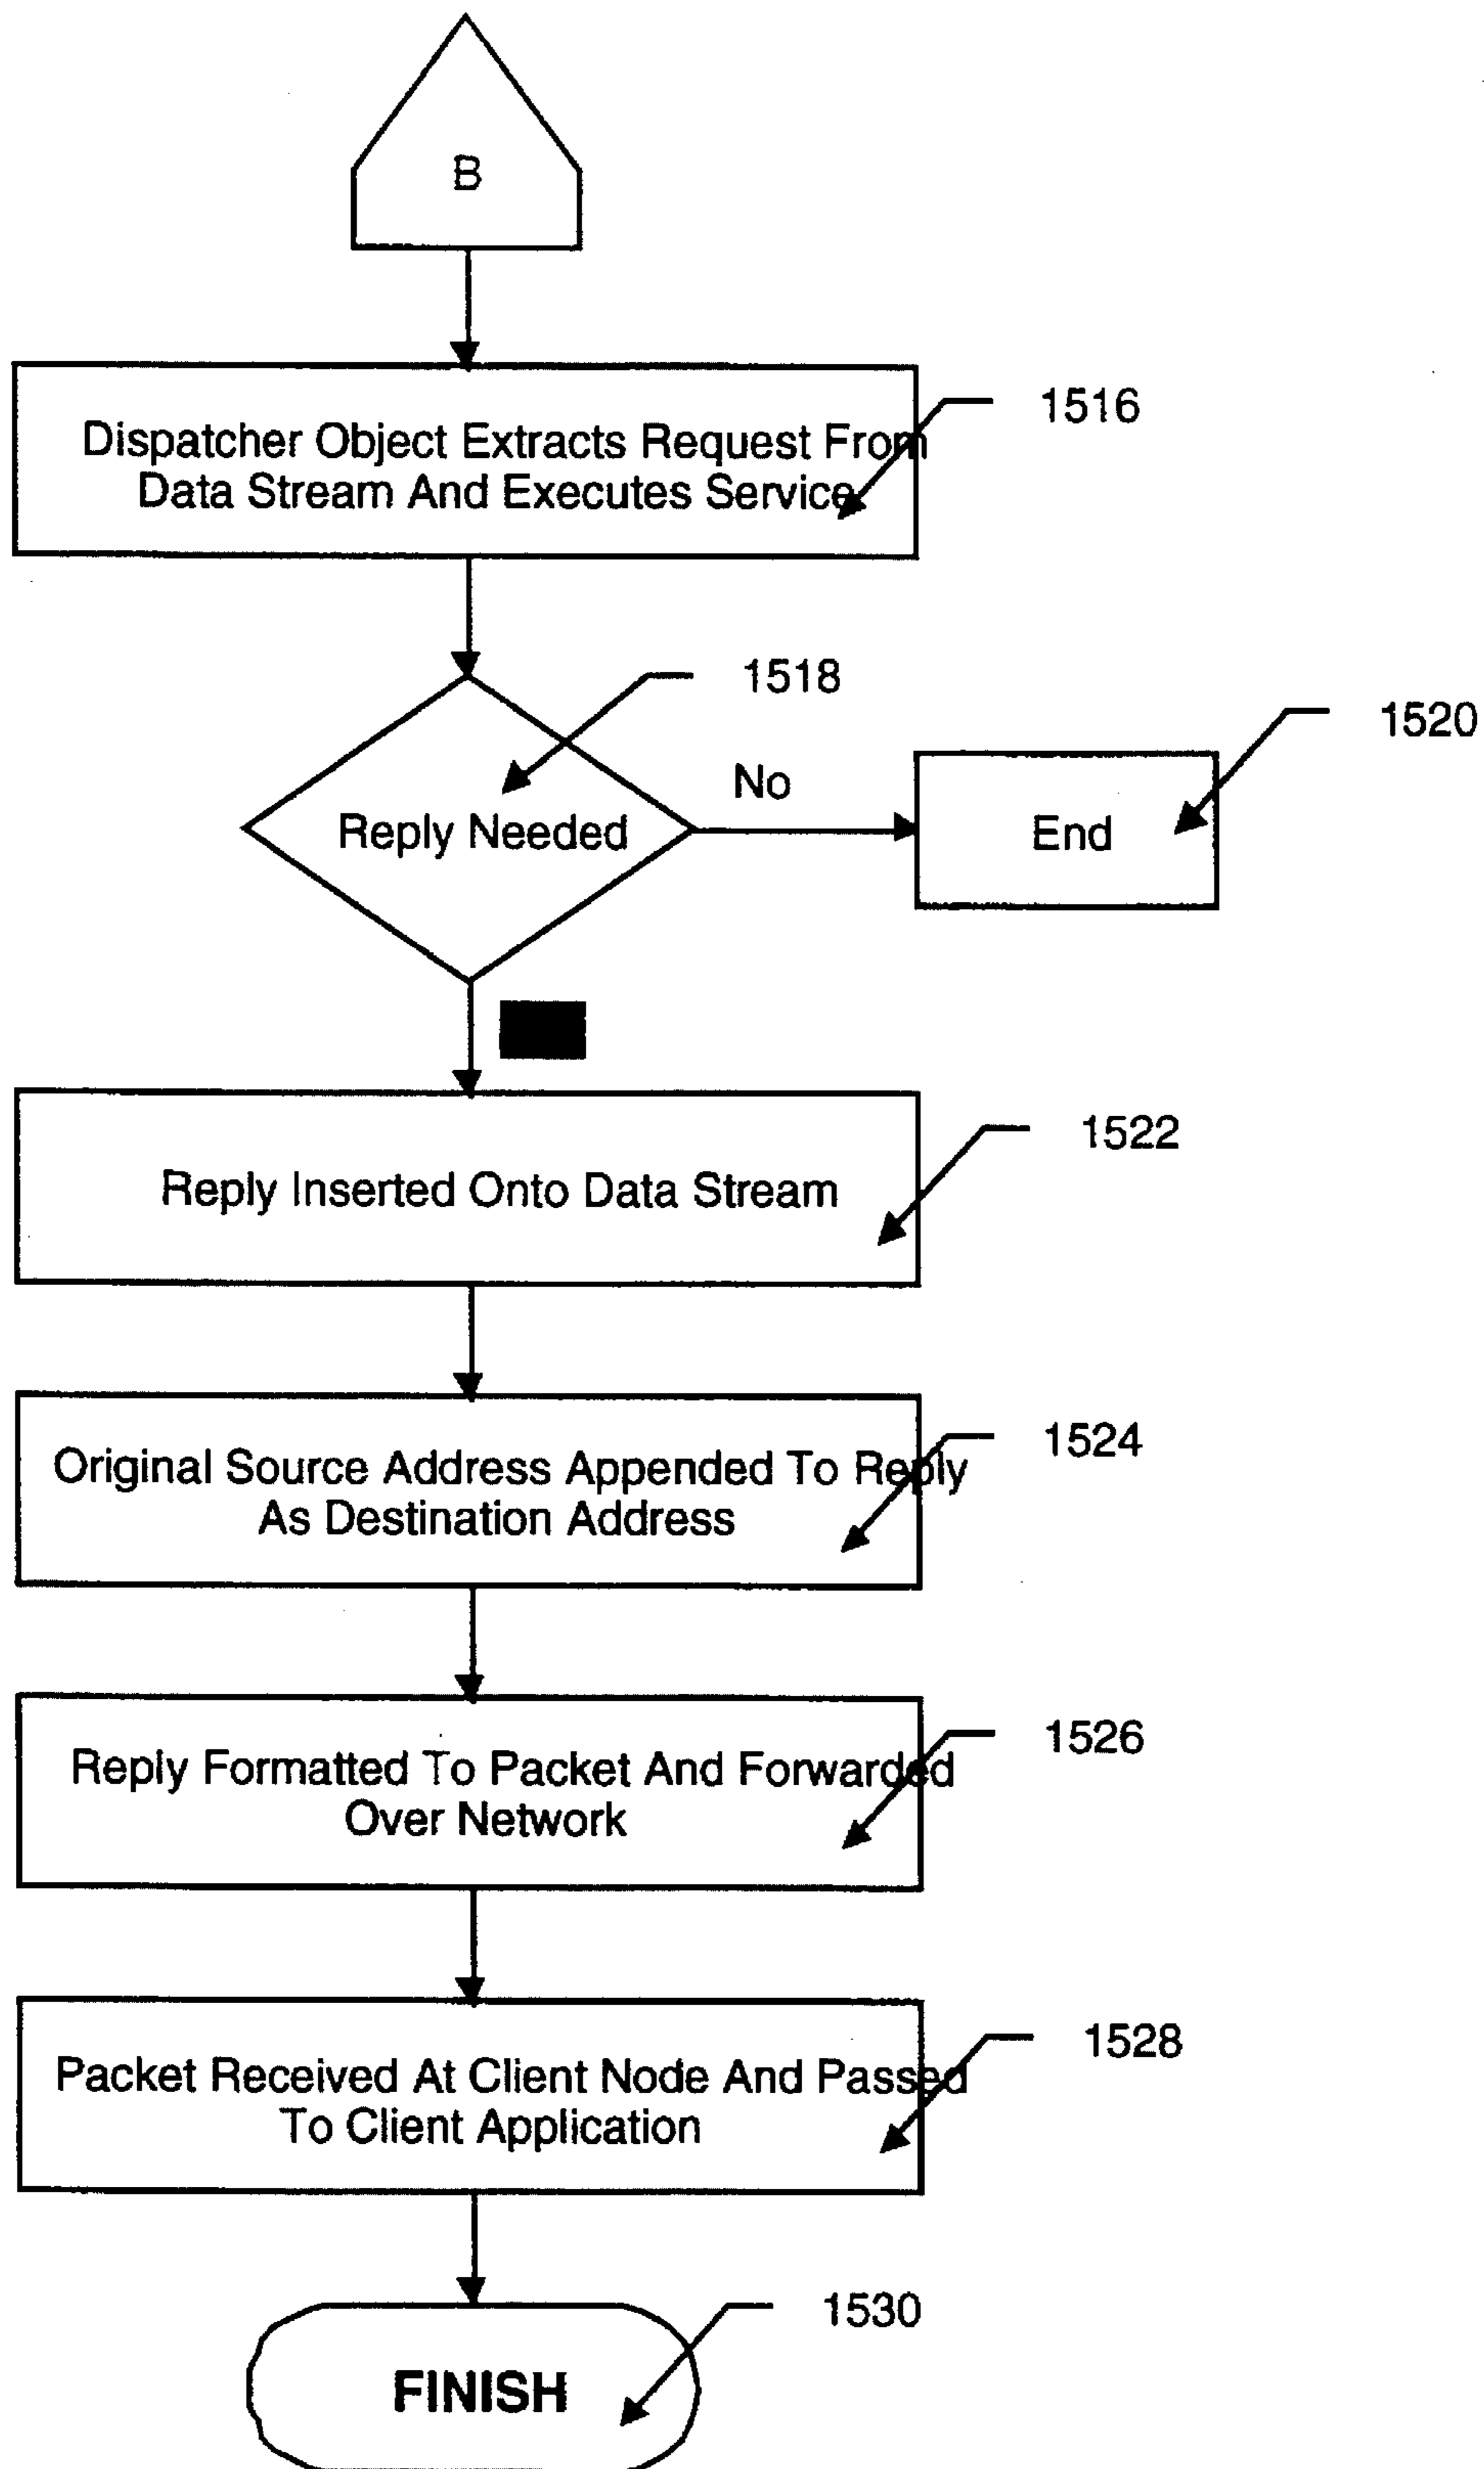 B
Dispatcher Object Extracts Request From
Data Stream And Executes Service
1516
Reply Needed
1518
No
End
1520
Reply Inserted Onto Data Stream
1522
Original Source Address Appended To Reply
As Destination Address
1524
Reply Formatted To Packet And Forwarded
Over Network
1526
Packet Received At Client Node And Passed
To Client Application
1528
FINISH
1530